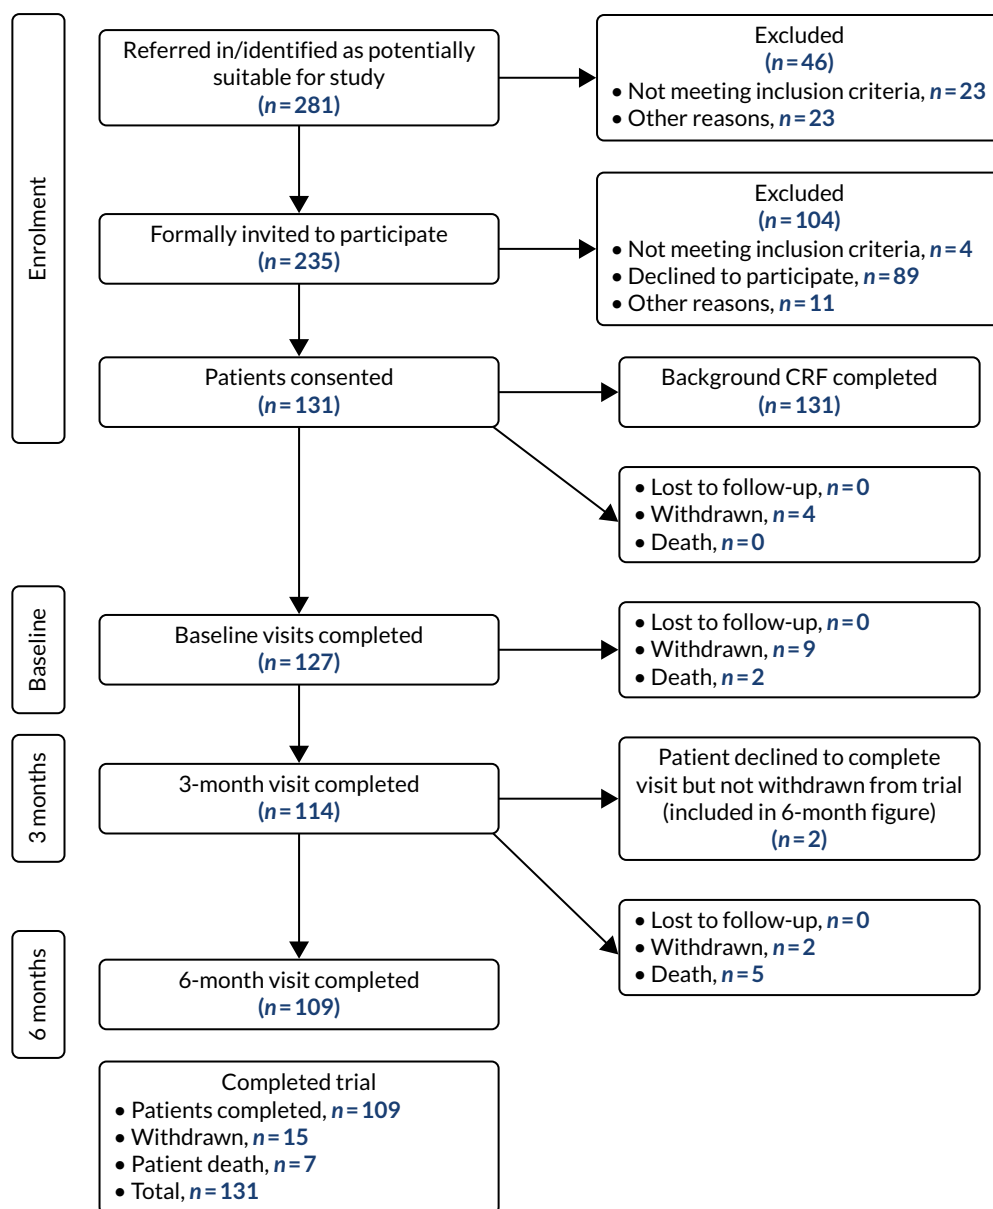 Enrolment
Referred in/identified as potentially
suitable for study
(n=281)
Excluded
(n=46)
• Not meeting inclusion criteria, n=23
• Other reasons, n=23
Formally invited to participate
(n=235)
Excluded
(n=104)
• Not meeting inclusion criteria, n=4
• Declined to participate, n=89
• Other reasons, n=11
Patients consented
(n=131)
Background CRF completed
(n=131)
• Lost to follow-up, n=0
• Withdrawn, n=4
• Death, n=0
Baseline
Baseline visits completed
(n=127)
• Lost to follow-up, n=0
• Withdrawn, n=9
• Death, n=2
3 months
3-month visit completed
(n=114)
Patient declined to complete
visit but not withdrawn from trial
(included in 6-month figure)
(n=2)
• Lost to follow-up, n=0
• Withdrawn, n=2
• Death, n=5
6 months
6-month visit completed
(n=109)
Completed trial
• Patients completed, n=109
• Withdrawn, n=15
• Patient death, n=7
• Total, n=131